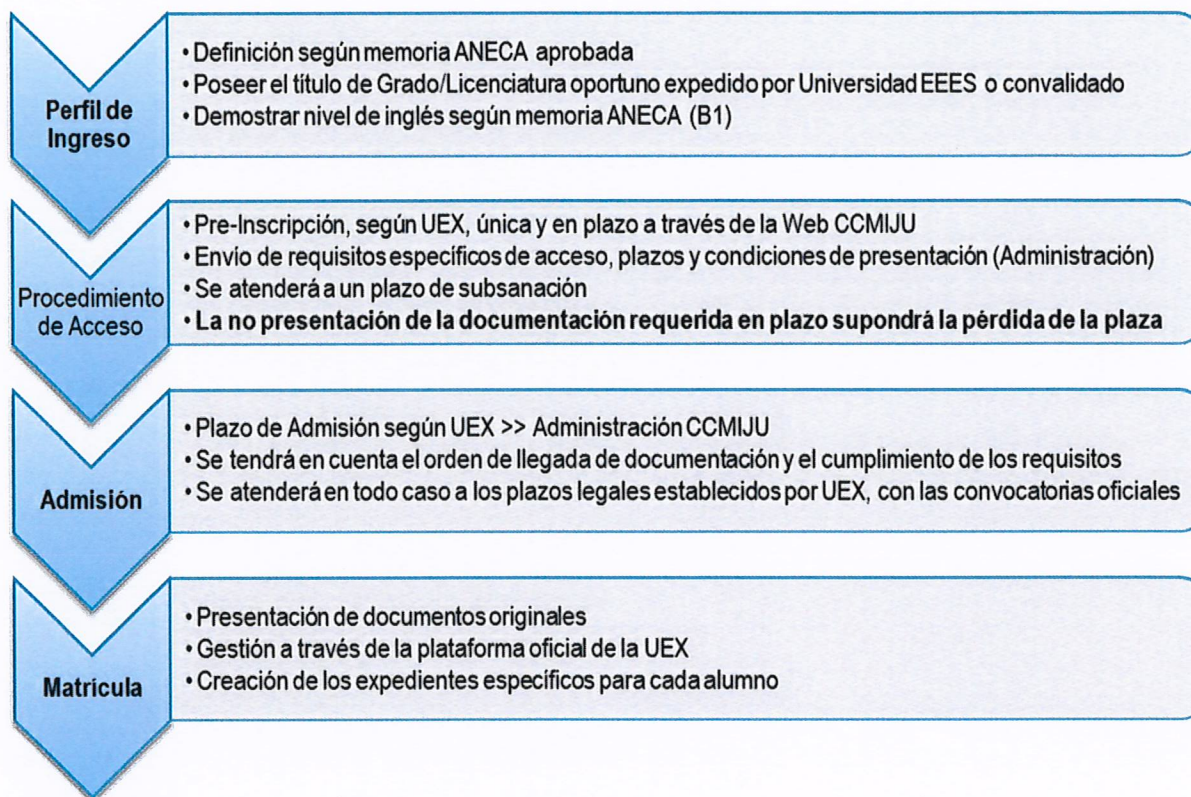 Perfil de
Ingreso
• Definición según memoria ANECA aprobada
• Poseer el título de Grado/Licenciatura oportuno expedido por Universidad EEES o convalidado
• Demostrar nivel de inglés según memoria ANECA (B1)
Procedimiento
de Acceso
• Pre-Inscripción, según UEX, única y en plazo a través de la Web CCMIJU
• Envío de requisitos específicos de acceso, plazos y condiciones de presentación (Administración)
• Se atenderá a un plazo de subsanación
• La no presentación de la documentación requerida en plazo supondrá la pérdida de la plaza
Admisión
• Plazo de Admisión según UEX >> Administración CCMIJU
• Se tendrá en cuenta el orden de llegada de documentación y el cumplimiento de los requisitos
• Se atenderá en todo caso a los plazos legales establecidos por UEX, con las convocatorias oficiales
Matrícula
• Presentación de documentos originales
• Gestión a través de la plataforma oficial de la UEX
• Creación de los expedientes específicos para cada alumno